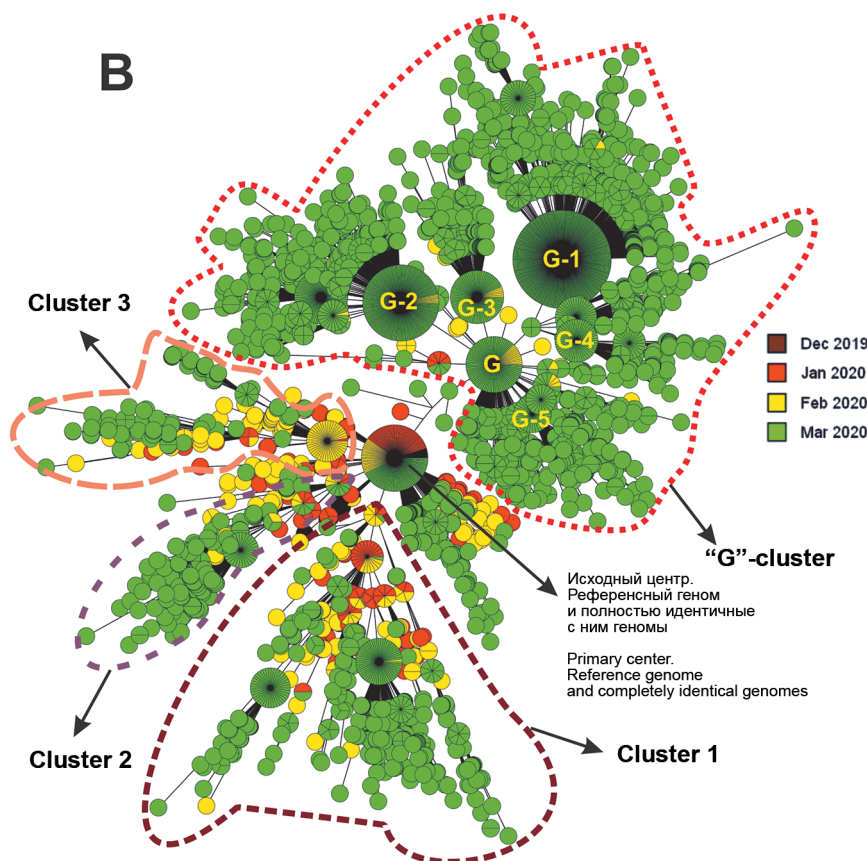 B
G-1
G-2
G-3
G-4
G
G-5
Cluster 3
Dec 2019
Jan 2020
Feb 2020
Mar 2020
“G”-cluster
Исходный центр.
Референсный геном
и полностью идентичные
с ним геномы
Primary center.
Reference genome
and completely identical genomes
Cluster 2
Cluster 1